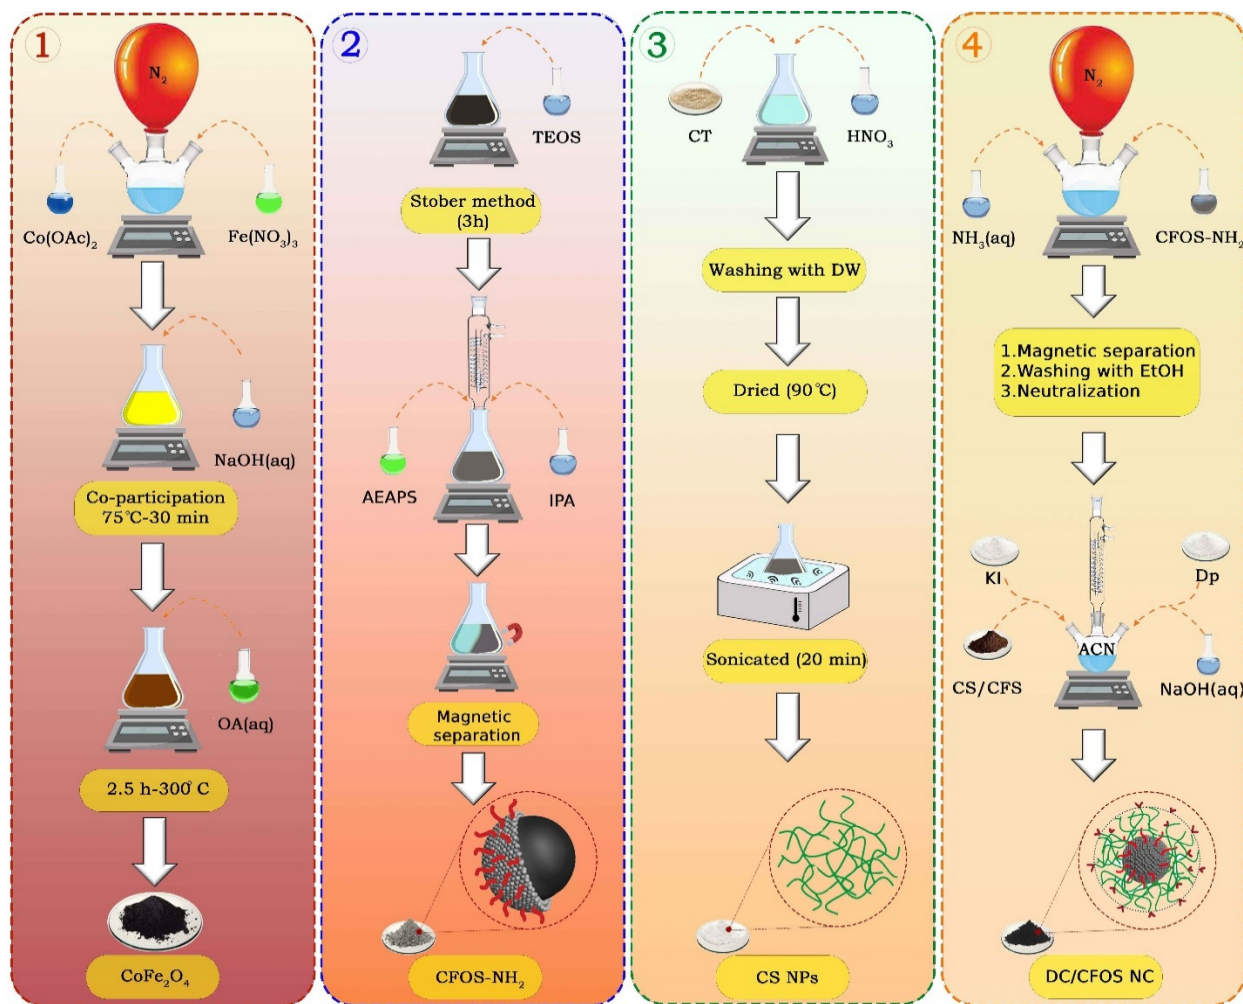 1
N₂
Co(OAc)₂
Fe(NO₃)₃
NaOH(aq)
Co-participation
75℃-30 min
OA(aq)
2.5 h-300° C
CoFe₂O₄
2
TEOS
Stober method
(3h)
AEAPS
IPA
Magnetic
separation
CFOS-NH₂
3
CT
HNO₃
Washing with DW
Dried (90℃)
Sonicated (20 min)
CS NPs
4
N₂
NH₃(aq)
CFOS-NH₂
1.Magnetic separation
2.Washing with EtOH
3.Neutralization
KI
Dp
ACN
CS/CFS
NaOH(aq)
DC/CFOS NC